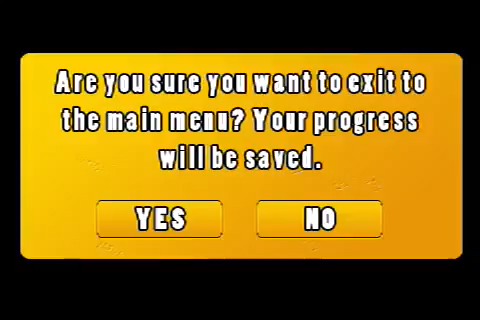 Are you sure you want to exit to
the main menu? Your progress
will be saved.
YES NO